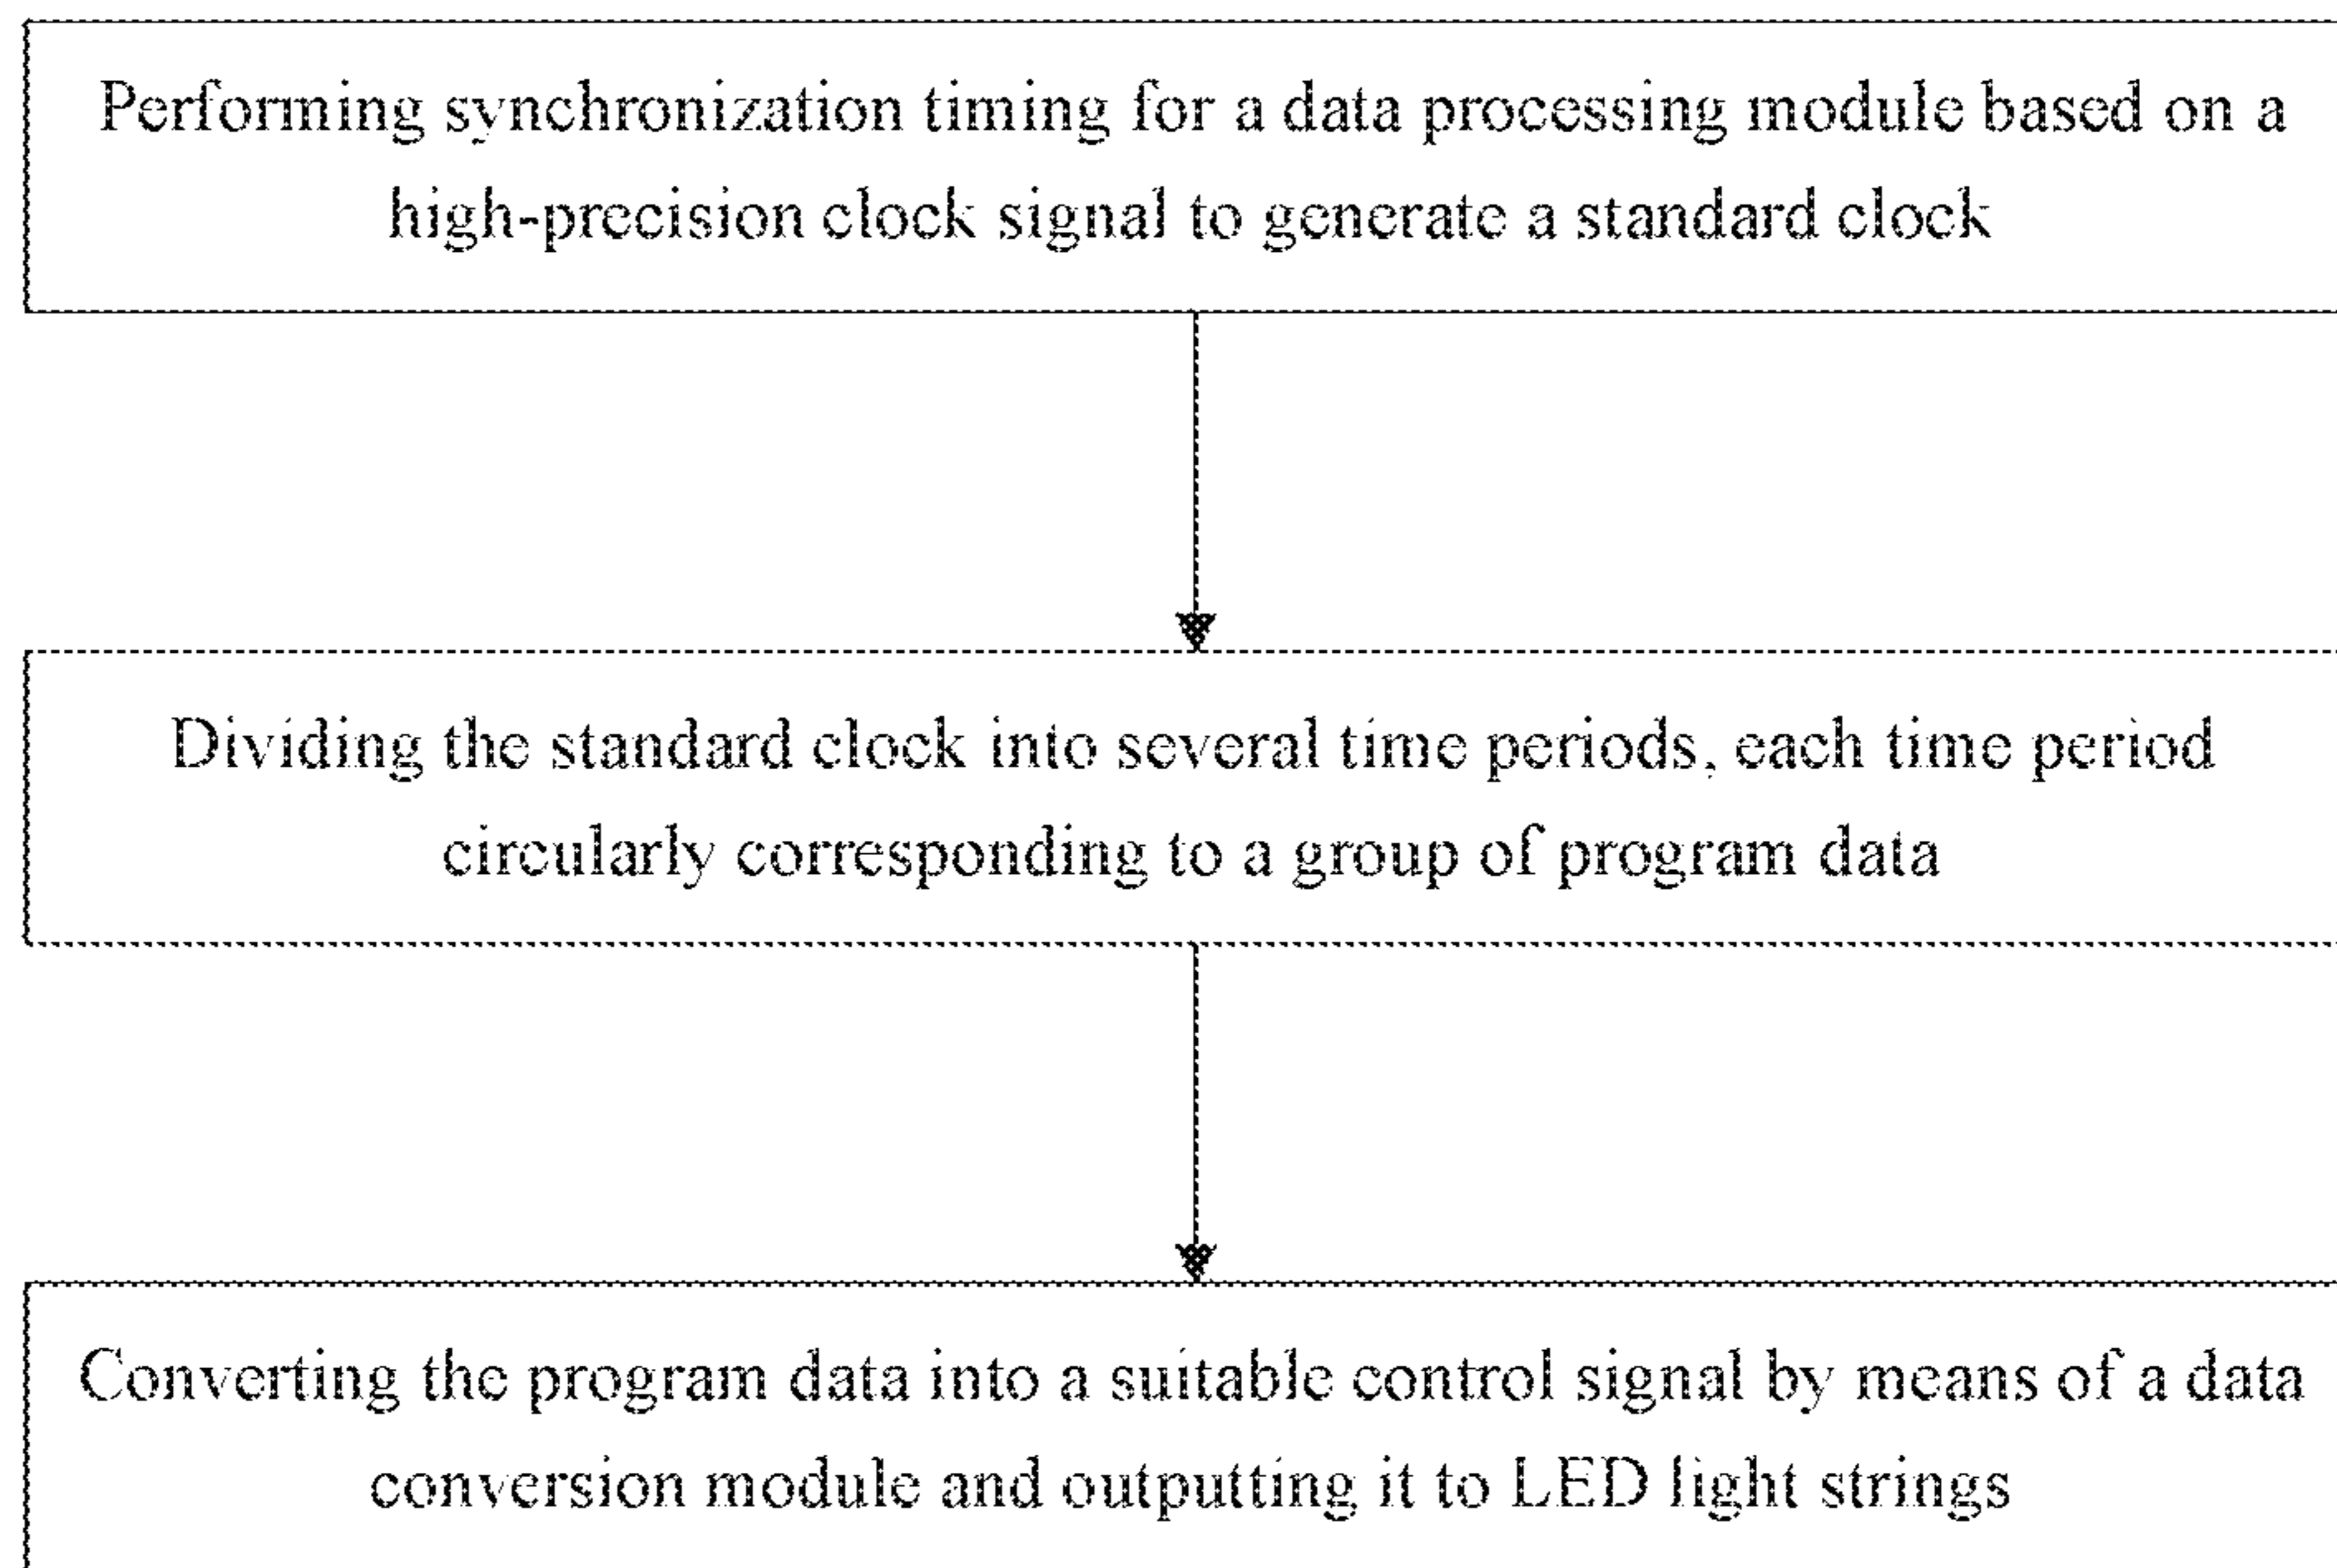 Performing synchronization timing for a data processing module based on a
high-precision clock signal to generate a standard clock
Dividing the standard clock into several time periods, each time period
circularly corresponding to a group of program data
Converting the program data into a suitable control signal by means of a data
conversion module and outputting it to LED light strings